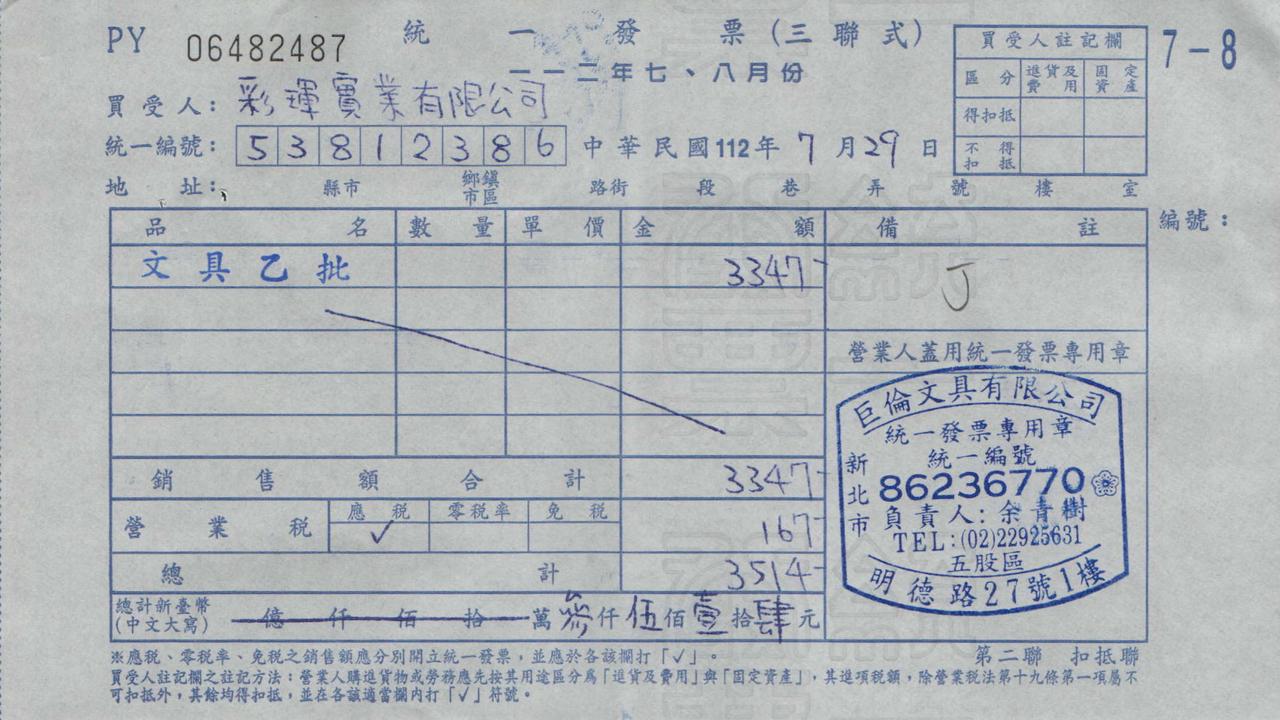 PY 06482487 統一發票(三聯式) 7-8
一一二年七、八月份
買受人註記欄
區分 進貨及費用 固定資產
得扣抵
不得扣抵
買受人: 彩琿實業有限公司
統一編號: 53812386 中華民國112年7月29日
地址: 縣市 鄉鎮市區 路街 段 巷 弄 號 樓 室
品名 數量 單價 金額 備註 編號:
文具乙批 3347 J
營業人蓋用統一發票專用章
銷售額合計 3347
營業稅 應稅 ✓ 零稅率 免稅 167
總計 3514
總計新臺幣(中文大寫) 億仟佰拾萬參仟伍佰壹拾肆元
巨倫文具有限公司
統一發票專用章
統一編號
86236770
新北市
負責人:余青樹
TEL:(02)22925631
五股區
明德路27號1樓
第二聯 扣抵聯
※應稅、零稅率、免稅之銷售額應分別開立統一發票,並應於各該欄打「✓」。
買受人註記欄之註記方法:營業人購進貨物或勞務應先按其用途區分為「進貨及費用」與「固定資產」,其進項稅額,除營業稅法第十九條第一項屬不
可扣抵外,其餘均得扣抵,並在各該適當欄內打「✓」符號。